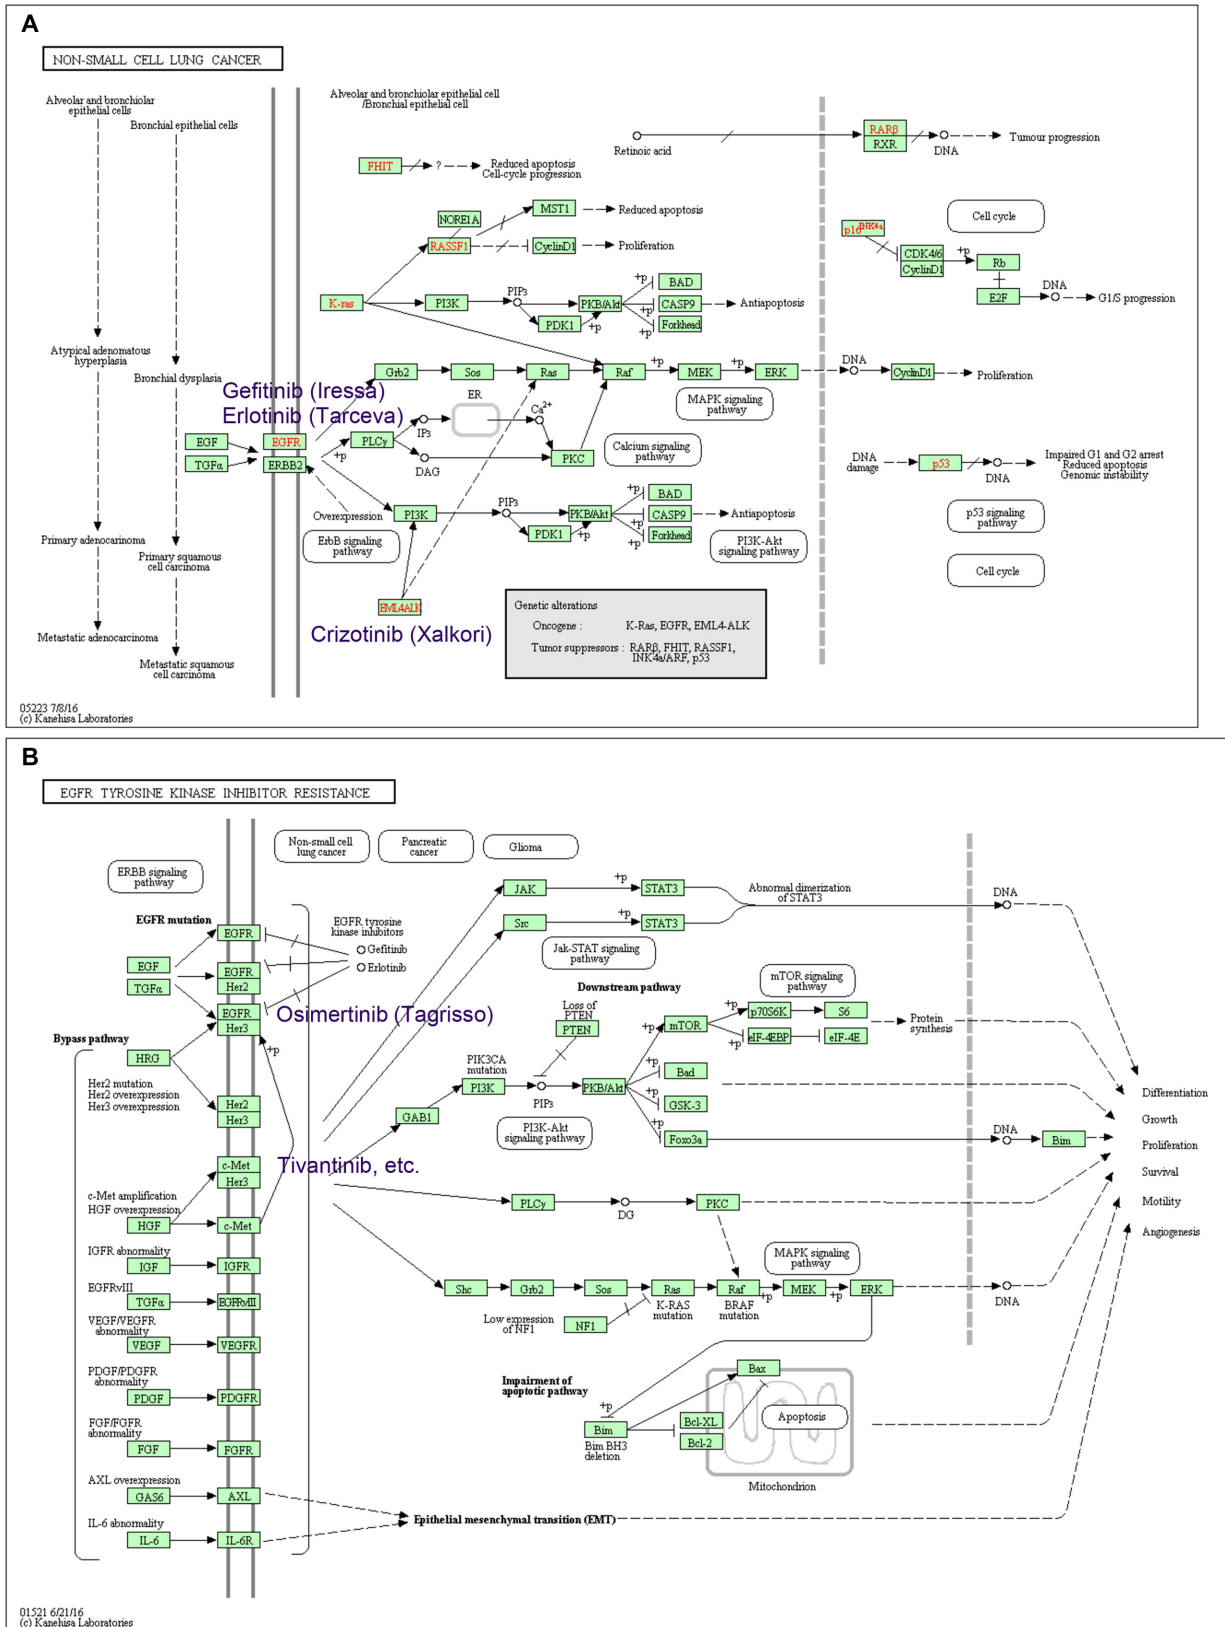 A
NON-SMALL CELL LUNG CANCER
Alveolar and bronchiolar
epithelial cells
Bronchial epithelial cells
Alveolar and bronchiolar epithelial cell
/Bronchial epithelial cell
Retinoic acid
RARβ
RXR
DNA
Tumour progression
FHIT
?
Reduced apoptosis
Cell-cycle progression
NORE1A
MST1
Reduced apoptosis
RASSF1
CyclinD1
Proliferation
p16INK4a
Cell cycle
CDK4/6
CyclinD1
+p
Rb
E2F
DNA
G1/S progression
K-ras
PI3K
PIP3
PDK1
+p
PKB/Akt
+p
+p
+p
BAD
CASP9
Forkhead
Antiapoptosis
Atypical adenomatous
hyperplasia
Bronchial dysplasia
Gefitinib (Iressa)
Erlotinib (Tarceva)
Grb2
Sos
Ras
Raf
+p
MEK
+p
ERK
DNA
CyclinD1
Proliferation
MAPK signaling
pathway
ER
EGF
TGFα
EGFR
ERBB2
+p
PLCγ
IP3
DAG
Ca2+
PKC
Calcium signaling
pathway
DNA
damage
p53
DNA
Impaired G1 and G2 arrest
Reduced apoptosis
Genomic instability
p53 signaling
pathway
Cell cycle
Overexpression
ErbB signaling
pathway
PI3K
PIP3
PDK1
+p
PKB/Akt
+p
+p
+p
BAD
CASP9
Forkhead
Antiapoptosis
PI3K-Akt
signaling pathway
Primary adenocarinoma
Primary squamous
cell carcinoma
EML4ALK
Crizotinib (Xalkori)
Genetic alterations
Oncogene : K-Ras, EGFR, EML4-ALK
Tumor suppressors : RARβ, FHIT, RASSF1,
INK4a/ARF, p53
Metastatic adenocarcinoma
Metastatic squamous
cell carcinoma
05223 7/8/16
(c) Kanehisa Laboratories
B
EGFR TYROSINE KINASE INHIBITOR RESISTANCE
Non-small cell
lung cancer
Pancreatic
cancer
Glioma
ERBB signaling
pathway
EGFR mutation
EGF
TGFα
EGFR
EGFR
Her2
EGFR
Her3
EGFR tyrosine
kinase inhibitors
Gefitinib
Erlotinib
Osimertinib (Tagrisso)
JAK
+p
STAT3
Src
+p
STAT3
Abnormal dimerization
of STAT3
DNA
Jak-STAT signaling
pathway
Downstream pathway
mTOR signaling
pathway
Bypass pathway
HRG
+p
Her2 mutation
Her2 overexpression
Her3 overexpression
Her2
Her3
Loss of
PTEN
PTEN
PIK3CA
mutation
GAB1
PI3K
PIP3
PKB/Akt
PI3K-Akt
signaling pathway
+p
mTOR
+p
+p
p70S6K
S6
eIF-4EBP
eIF-4E
Protein
synthesis
+p
+p
+p
Bad
GSK-3
Foxo3a
DNA
Bim
Differentiation
Growth
Proliferation
Survival
Motility
Angiogenesis
Tivantinib, etc.
c-Met
Her3
c-Met amplification
HGF overexpression
HGF
c-Met
PLCγ
DG
PKC
IGFR abnormality
IGF
IGFR
MAPK signaling
pathway
Shc
Grb2
Sos
Ras
Raf
+p
MEK
+p
ERK
DNA
K-RAS
mutation
BRAF
mutation
Low expression
of NF1
NF1
EGFRvIII
TGFα
EGFRvIII
VEGF/VEGFR
abnormality
VEGF
VEGFR
PDGF/PDGFR
abnormality
PDGF
PDGFR
Impairment of
apoptotic pathway
+p
Bim
Bim BH3
deletion
Bax
Bcl-XL
Bcl-2
Apoptosis
Mitochondrion
FGF/FGFR
abnormality
FGF
FGFR
AXL overexpression
GAS6
AXL
Epithelial mesenchymal transition (EMT)
IL-6 abnormality
IL-6
IL-6R
01521 6/21/16
(c) Kanehisa Laboratories